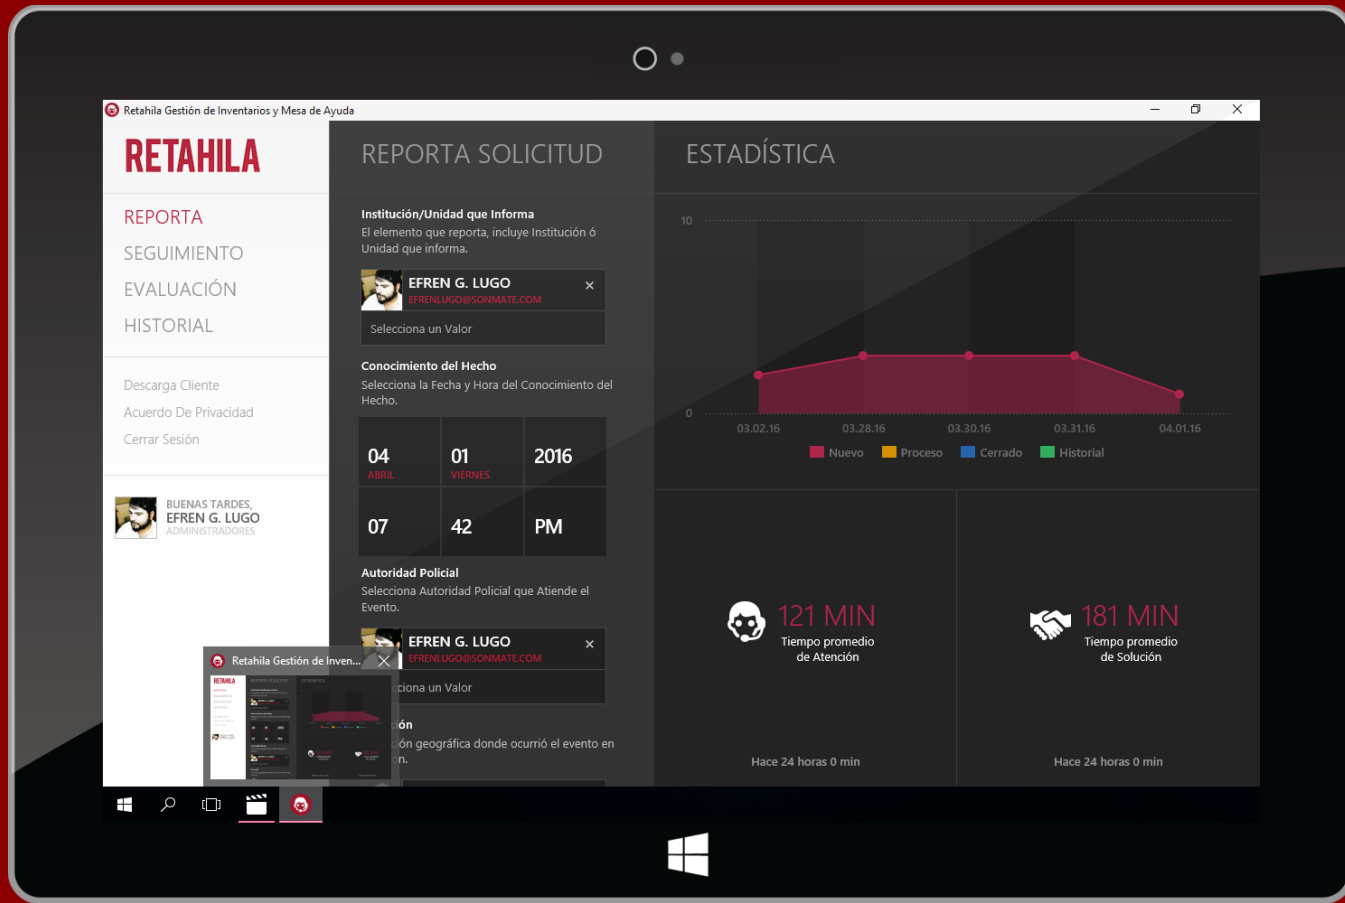 Retahila Gestión de Inventarios y Mesa de Ayuda
RETAHILA
REPORTA
SEGUIMIENTO
EVALUACIÓN
HISTORIAL
Descarga Cliente
Acuerdo De Privacidad
Cerrar Sesión
BUENAS TARDES,
EFREN G. LUGO
ADMINISTRADORES
REPORTA SOLICITUD
Institución/Unidad que Informa
El elemento que reporta, incluye Institución ó
Unidad que informa.
EFREN G. LUGO
EFRENLUGO@SONMATE.COM
Selecciona un Valor
Conocimiento del Hecho
Selecciona la Fecha y Hora del Conocimiento del
Hecho.
04 01 2016
ABRIL VIERNES
07 42 PM
Autoridad Policial
Selecciona Autoridad Policial que Atiende el
Evento.
EFREN G. LUGO
EFRENLUGO@SONMATE.COM
ciona un Valor
ón
ón geográfica donde ocurrió el evento en
n.
ESTADÍSTICA
10
0
03.02.16 03.28.16 03.30.16 03.31.16 04.01.16
Nuevo Proceso Cerrado Historial
121 MIN
Tiempo promedio
de Atención
Hace 24 horas 0 min
181 MIN
Tiempo promedio
de Solución
Hace 24 horas 0 min
Retahila Gestión de Inven...
RETAHILA
REPORTA SOLICITUD
ESTADÍSTICA